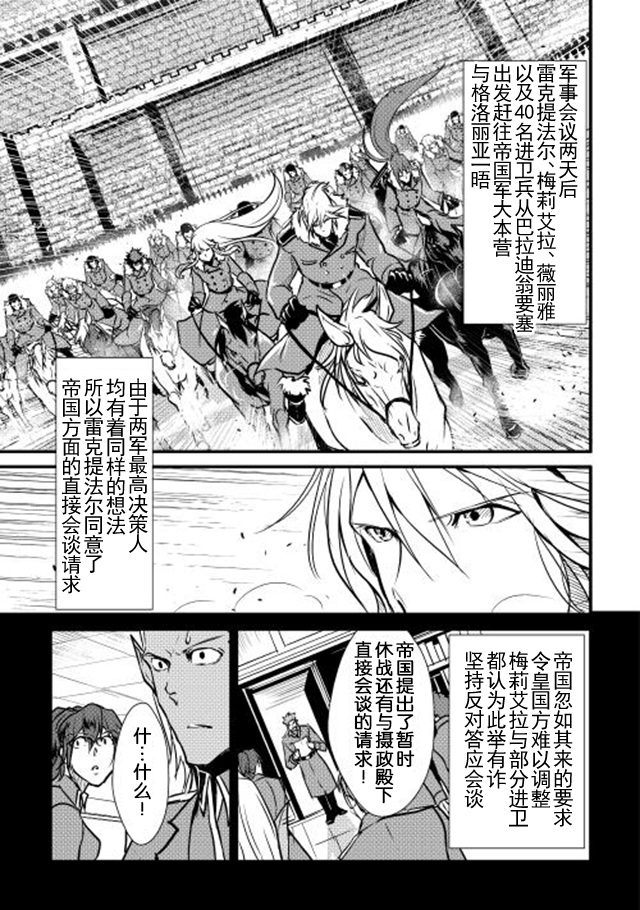 军事会议两天后
雷克提法尔、梅莉艾拉、薇丽雅
以及40名进卫兵从巴拉迪翁要塞
出发赶往帝国军大本营
与格洛丽亚一晤
由于两军最高决策人
均有着同样的想法
所以雷克提法尔同意了
帝国方面的直接会谈请求
帝国忽如其来的要求
令皇国方难以调整
梅莉艾拉与部分进卫
都认为此举有诈
坚持反对答应会谈
帝国提出了暂时
休战还有与摄政殿下
直接会谈的请求！
什…什么！